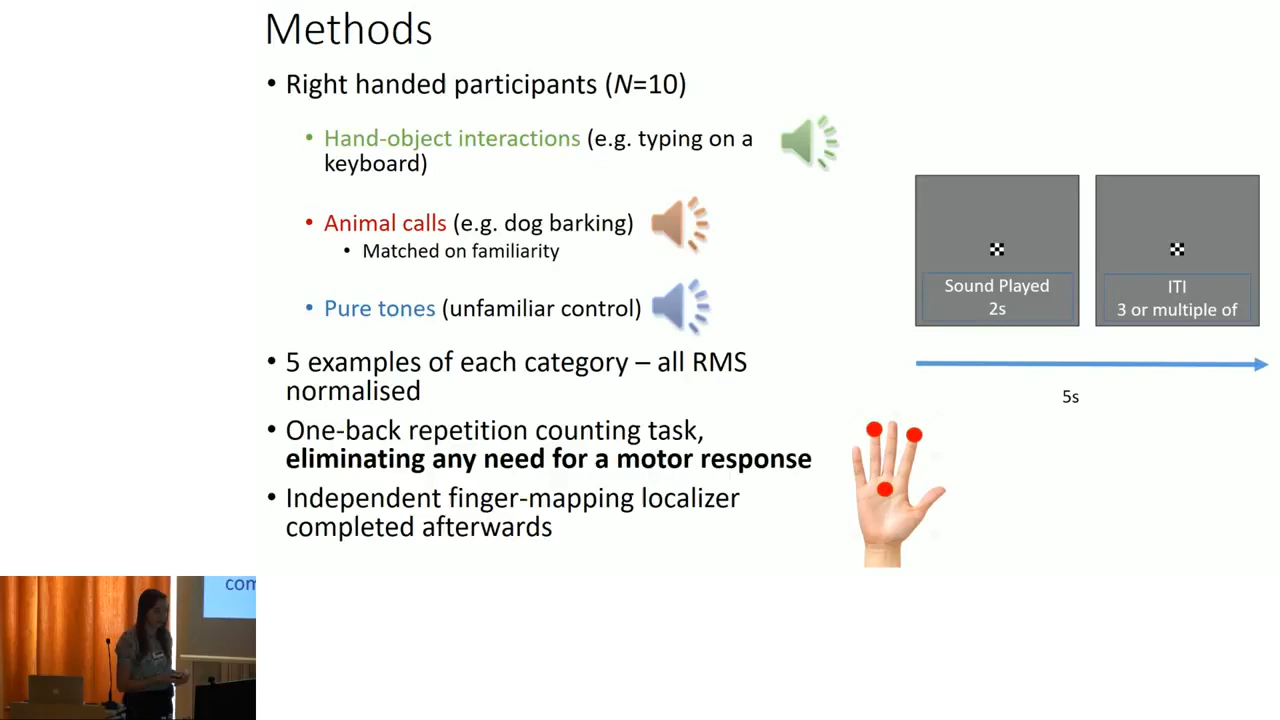 Methods
• Right handed participants (N=10)
• Hand-object interactions (e.g. typing on a
keyboard)
• Animal calls (e.g. dog barking)
• Matched on familiarity
• Pure tones (unfamiliar control)
• 5 examples of each category – all RMS
normalised
• One-back repetition counting task,
eliminating any need for a motor response
• Independent finger-mapping localizer
completed afterwards
Sound Played
2s
ITI
3 or multiple of
5s
com